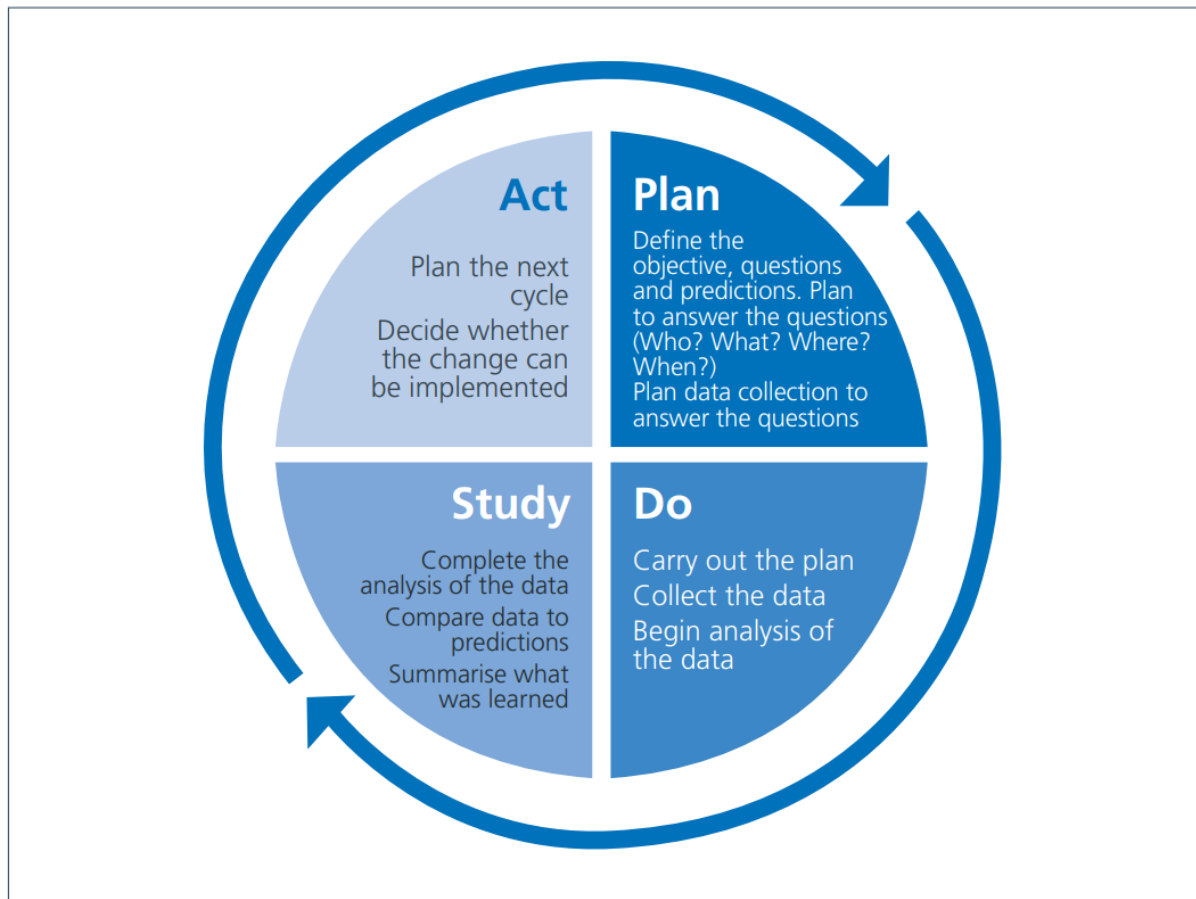 Act
Plan the next
cycle
Decide whether
the change can
be implemented
Plan
Define the
objective, questions
and predictions. Plan
to answer the questions
(Who? What? Where?
When?)
Plan data collection to
answer the questions
Study
Complete the
analysis of the data
Compare data to
predictions
Summarise what
was learned
Do
Carry out the plan
Collect the data
Begin analysis of
the data